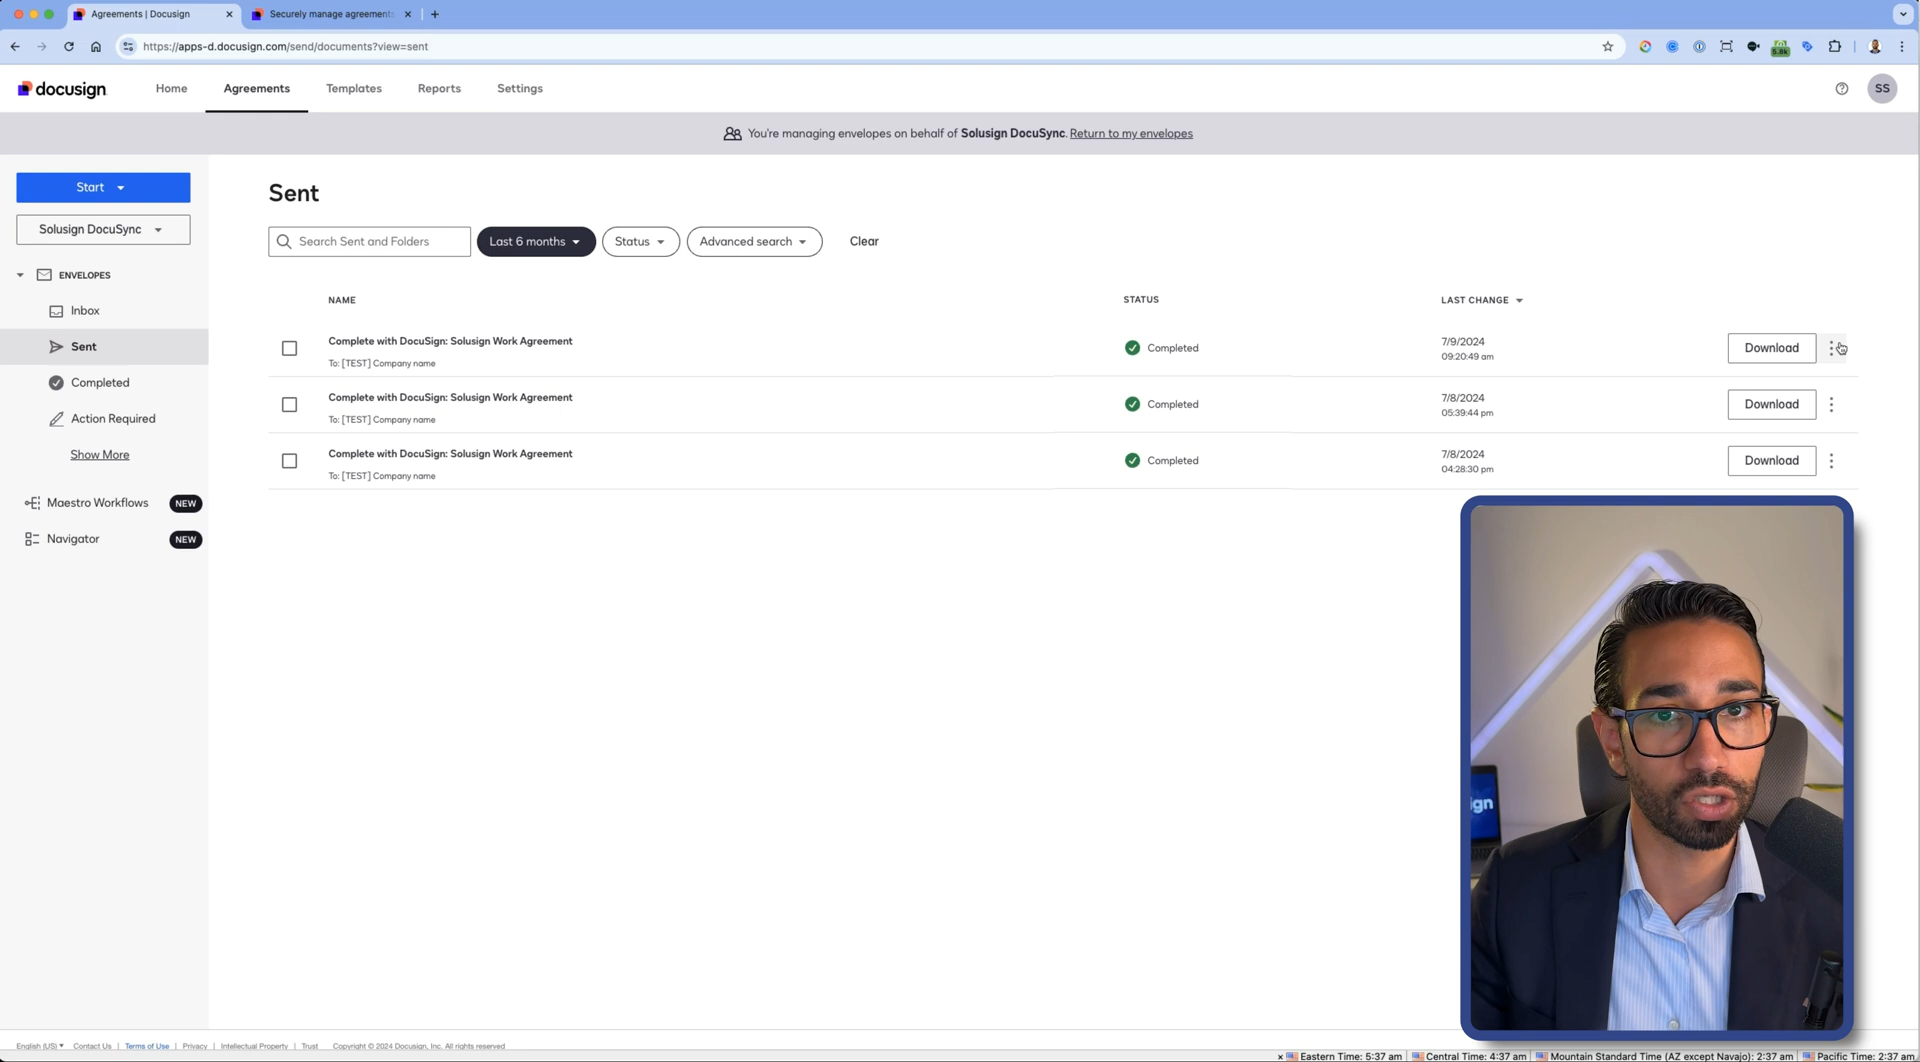 Agreements | Docusign
Securely manage agreements
https://apps-d.docusign.com/send/documents?view=sent
5.8k
docusign
Home
Agreements
Templates
Reports
Settings
SS
You're managing envelopes on behalf of Solusign DocuSync. Return to my envelopes
Start
Solusign DocuSync
ENVELOPES
Inbox
Sent
Completed
Action Required
Show More
Maestro Workflows NEW
Navigator NEW
Sent
Search Sent and Folders
Last 6 months
Status
Advanced search
Clear
NAME
STATUS
LAST CHANGE
Complete with DocuSign: Solusign Work Agreement
To: [TEST] Company name
Completed
7/9/2024
09:20:49 am
Download
Complete with DocuSign: Solusign Work Agreement
To: [TEST] Company name
Completed
7/8/2024
05:39:44 pm
Download
Complete with DocuSign: Solusign Work Agreement
To: [TEST] Company name
Completed
7/8/2024
04:28:30 pm
Download
ign
English (US) | Contact Us | Terms of Use | Privacy | Intellectual Property | Trust Copyright © 2024 Docusign, Inc. All rights reserved
× Eastern Time: 5:37 am Central Time: 4:37 am Mountain Standard Time (AZ except Navajo): 2:37 am Pacific Time: 2:37 am